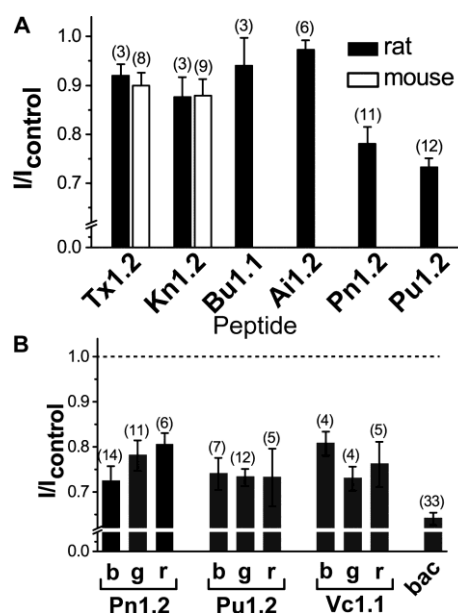 A
1.0
0.9
0.8
0.7
0.0
I/Icontrol
(3)
(8)
(3)
(9)
(3)
(6)
(11)
(12)
rat
mouse
Tx1.2
Kn1.2
Bu1.1
Ai1.2
Pn1.2
Pu1.2
Peptide
B
1.0
0.9
0.8
0.7
0.0
I/Icontrol
(14)
(11)
(6)
(7)
(12)
(5)
(4)
(4)
(5)
(33)
b g r b g r b g r bac
Pn1.2 Pu1.2 Vc1.1